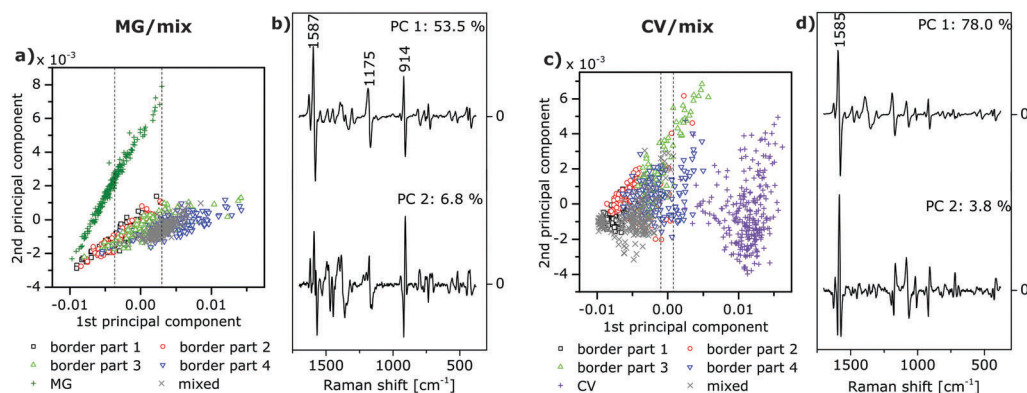 MG/mix
CV/mix
a)
x 10⁻³
8
6
4
2
0
-2
-4
2nd principal component
-0.01
0.00
0.01
1st principal component
border part 1
border part 2
border part 3
border part 4
MG
mixed
b)
PC 1: 53.5 %
1587
1175
914
0
PC 2: 6.8 %
0
1500
1000
500
Raman shift [cm⁻¹]
c)
x 10⁻³
8
6
4
2
0
-2
-4
2nd principal component
-0.01
0.00
0.01
1st principal component
border part 1
border part 2
border part 3
border part 4
CV
mixed
d)
PC 1: 78.0 %
1585
0
PC 2: 3.8 %
0
1500
1000
500
Raman shift [cm⁻¹]